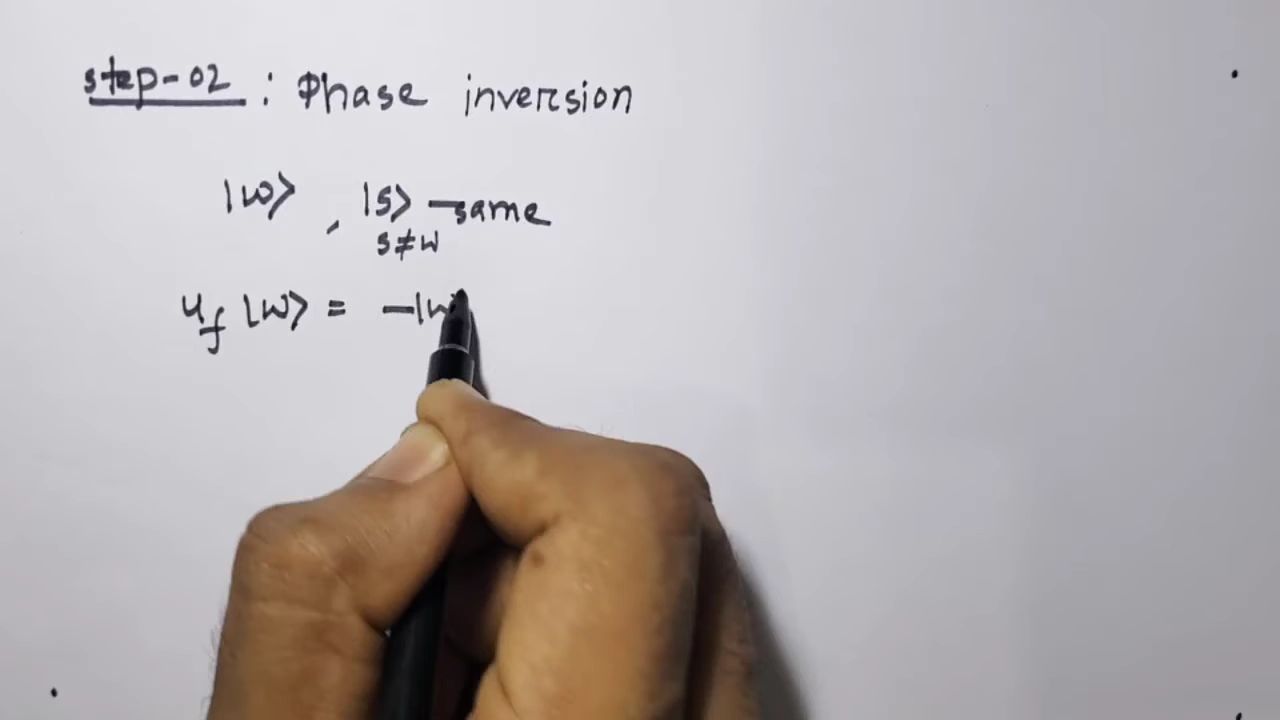 step-02 : Phase inversion
|w⟩ , |s⟩ — same
s≠w
u_f |w⟩ = -|w